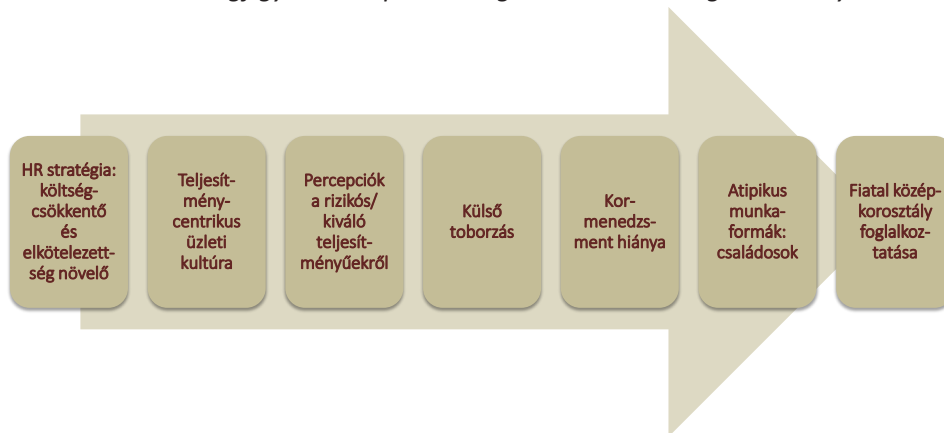 HR stratégia:
költség-
csökkentő
és
elkötelezett-
ség növelő
Teljesít-
mény-
centrikus
üzleti
kultúra
Percepciók
a rizikós/
kiváló
teljesít-
ményűekről
Külső
toborzás
Kor-
menedzs-
ment hiánya
Atipikus
munka-
formák:
családosok
Fiatal közép-
korosztály
foglalkoz-
tatása